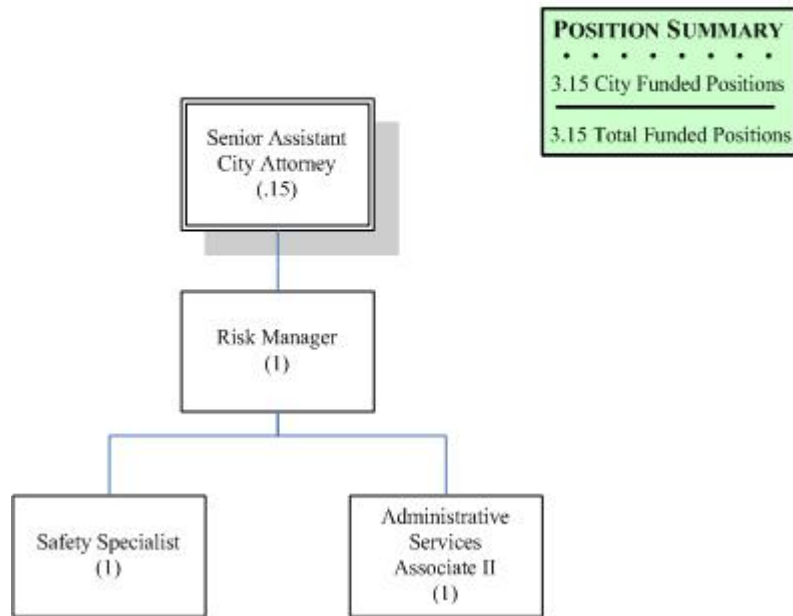 POSITION SUMMARY
3.15 City Funded Positions
3.15 Total Funded Positions
Senior Assistant
City Attorney
(.15)
Risk Manager
(1)
Safety Specialist
(1)
Administrative
Services
Associate II
(1)